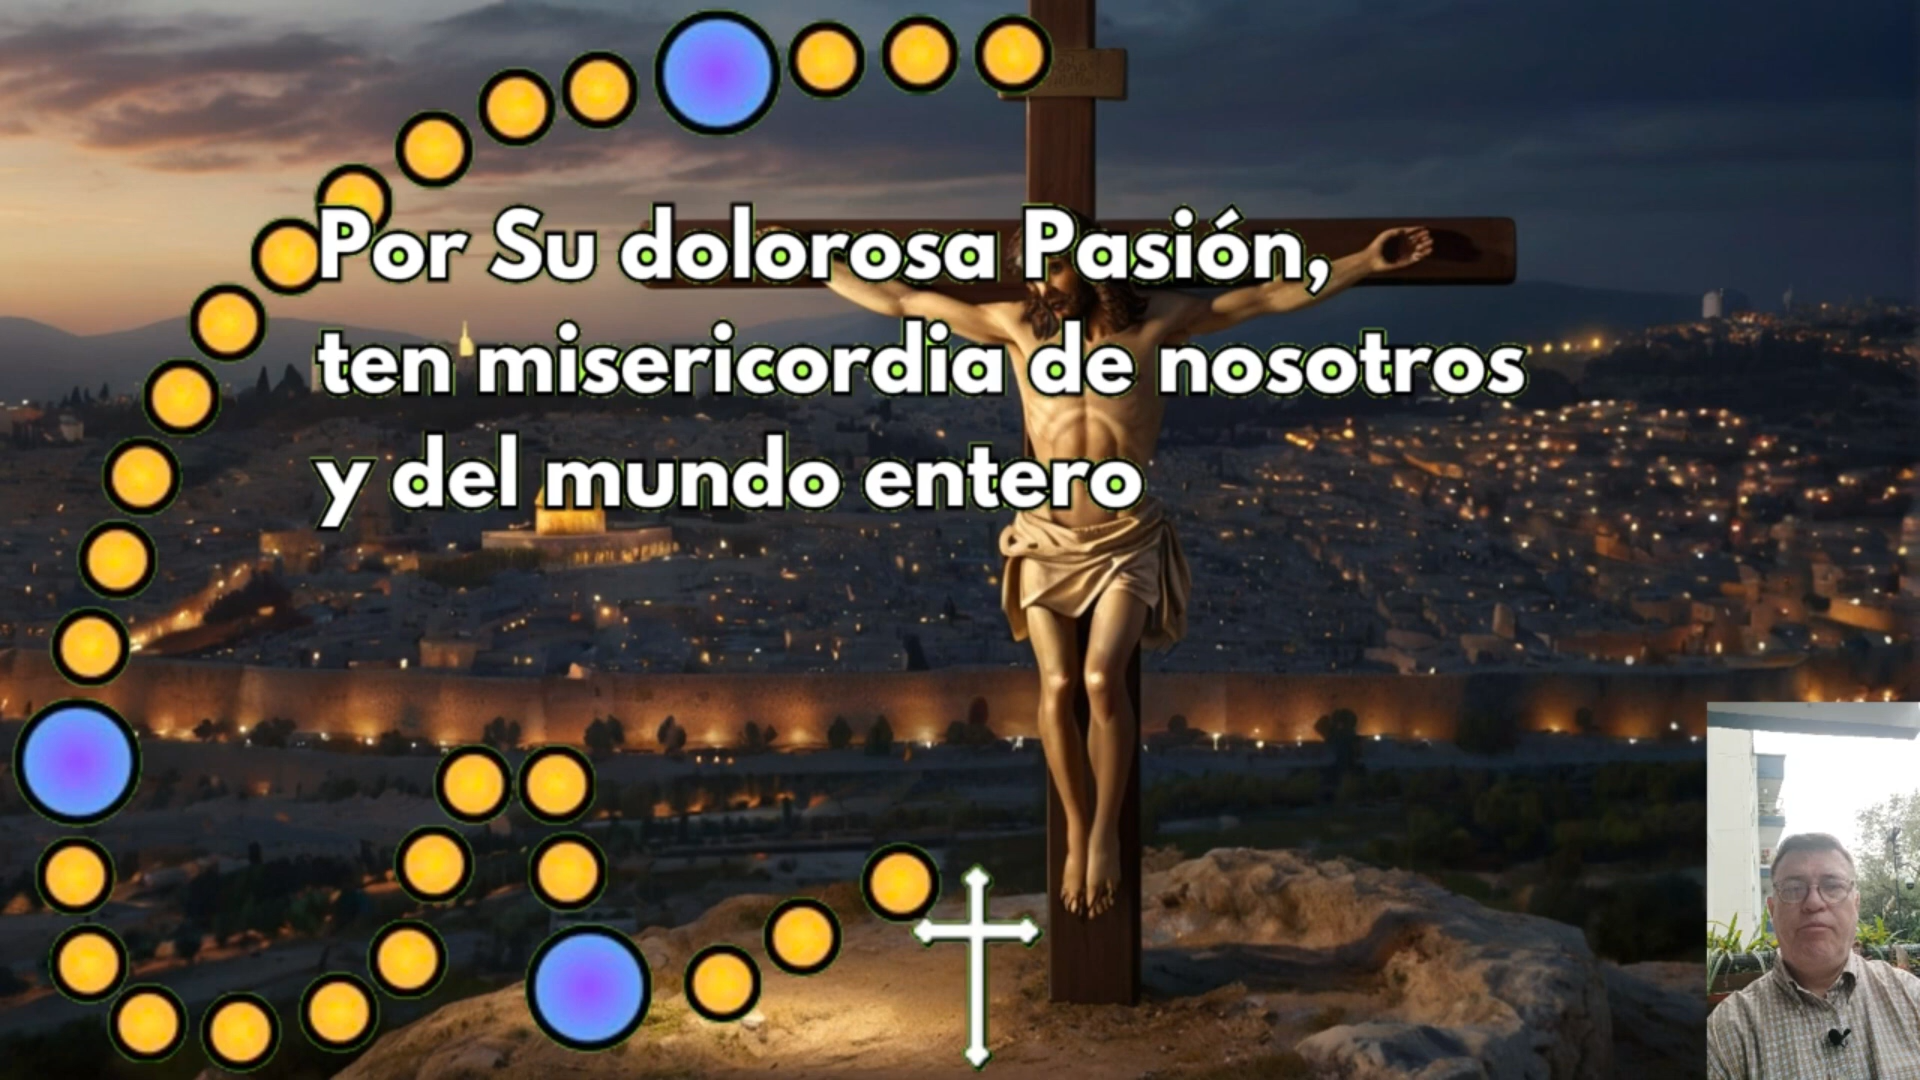 Por Su dolorosa Pasión,
ten misericordia de nosotros
y del mundo entero